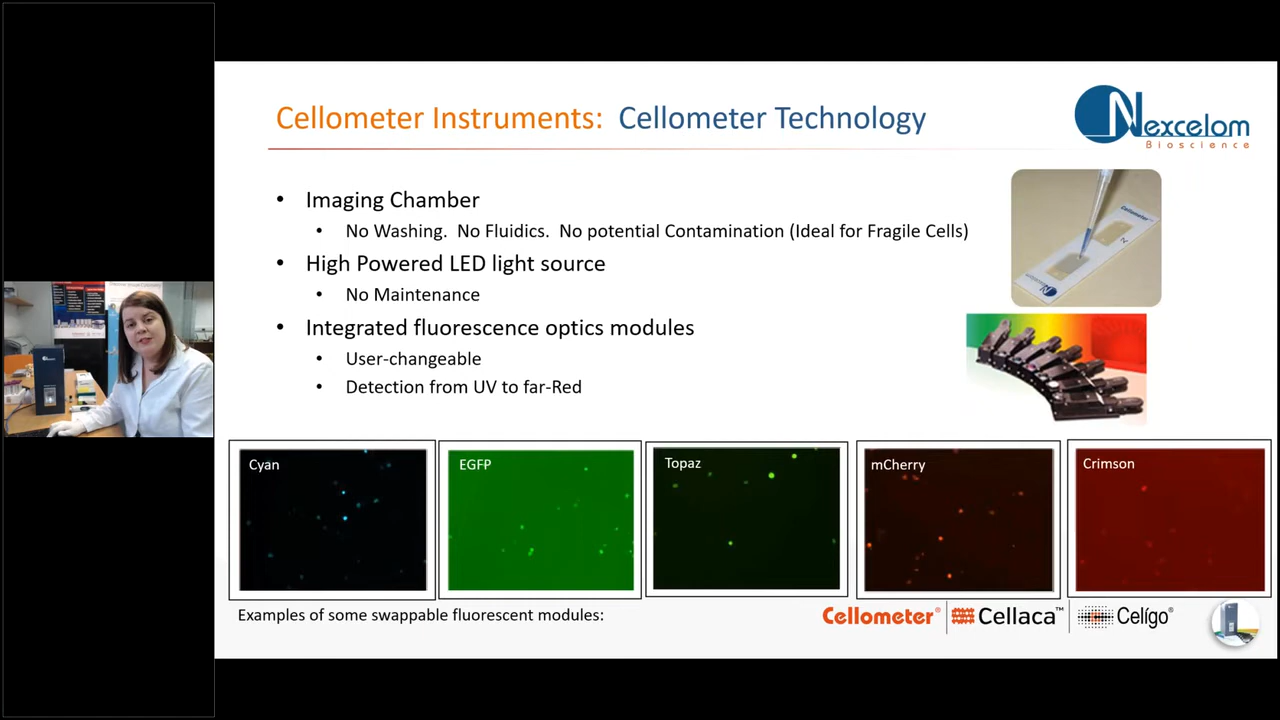 Cellometer Instruments: Cellometer Technology
Nexcelom
Bioscience
• Imaging Chamber
• No Washing. No Fluidics. No potential Contamination (Ideal for Fragile Cells)
• High Powered LED light source
• No Maintenance
• Integrated fluorescence optics modules
• User-changeable
• Detection from UV to far-Red
Cellometer
Cyan
EGFP
Topaz
mCherry
Crimson
Examples of some swappable fluorescent modules:
Cellometer® Cellaca™ Celígo®